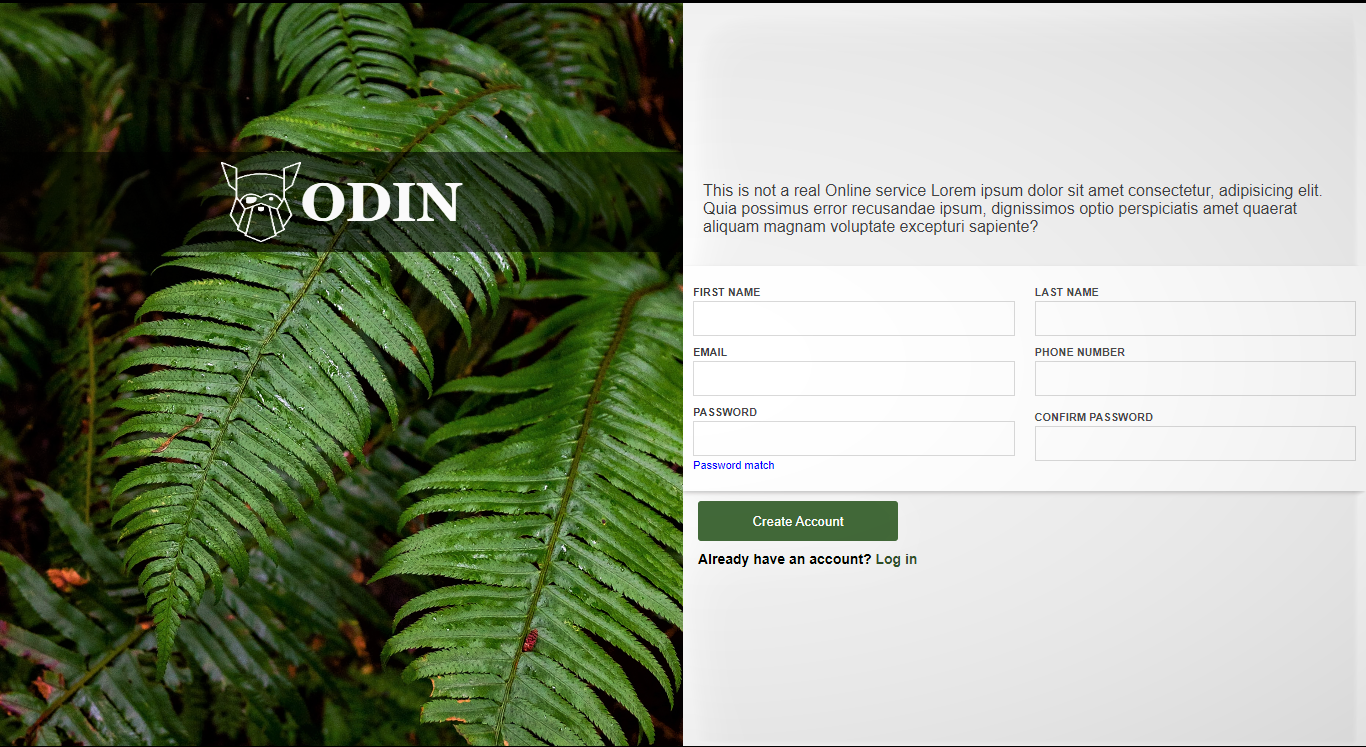 ODIN
This is not a real Online service Lorem ipsum dolor sit amet consectetur, adipisicing elit.
Quia possimus error recusandae ipsum, dignissimos optio perspiciatis amet quaerat
aliquam magnam voluptate excepturi sapiente?
FIRST NAME
LAST NAME
EMAIL
PHONE NUMBER
PASSWORD
CONFIRM PASSWORD
Password match
Create Account
Already have an account? Log in